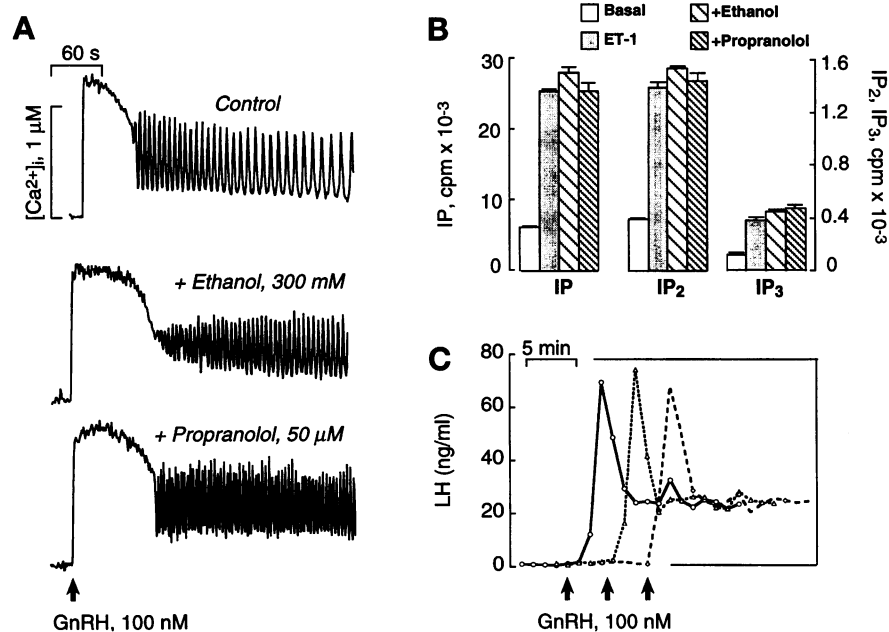 A
60 s
Control
[Ca2+]i, 1 μM
+ Ethanol, 300 mM
+ Propranolol, 50 μM
GnRH, 100 nM
B
Basal
+Ethanol
ET-1
+Propranolol
30
20
10
0
IP, cpm x 10-3
1.6
1.2
0.8
0.4
0
IP2, IP3, cpm x 10-3
IP
IP2
IP3
C
5 min
80
60
40
20
0
LH (ng/ml)
GnRH, 100 nM